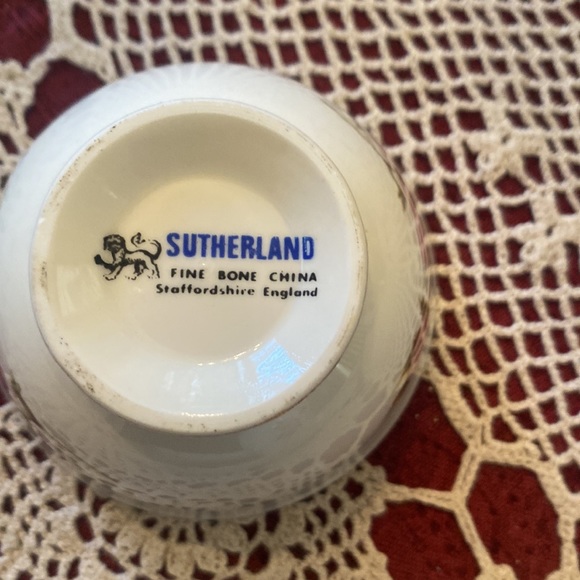 SUTHERLAND
FINE BONE CHINA
Staffordshire England